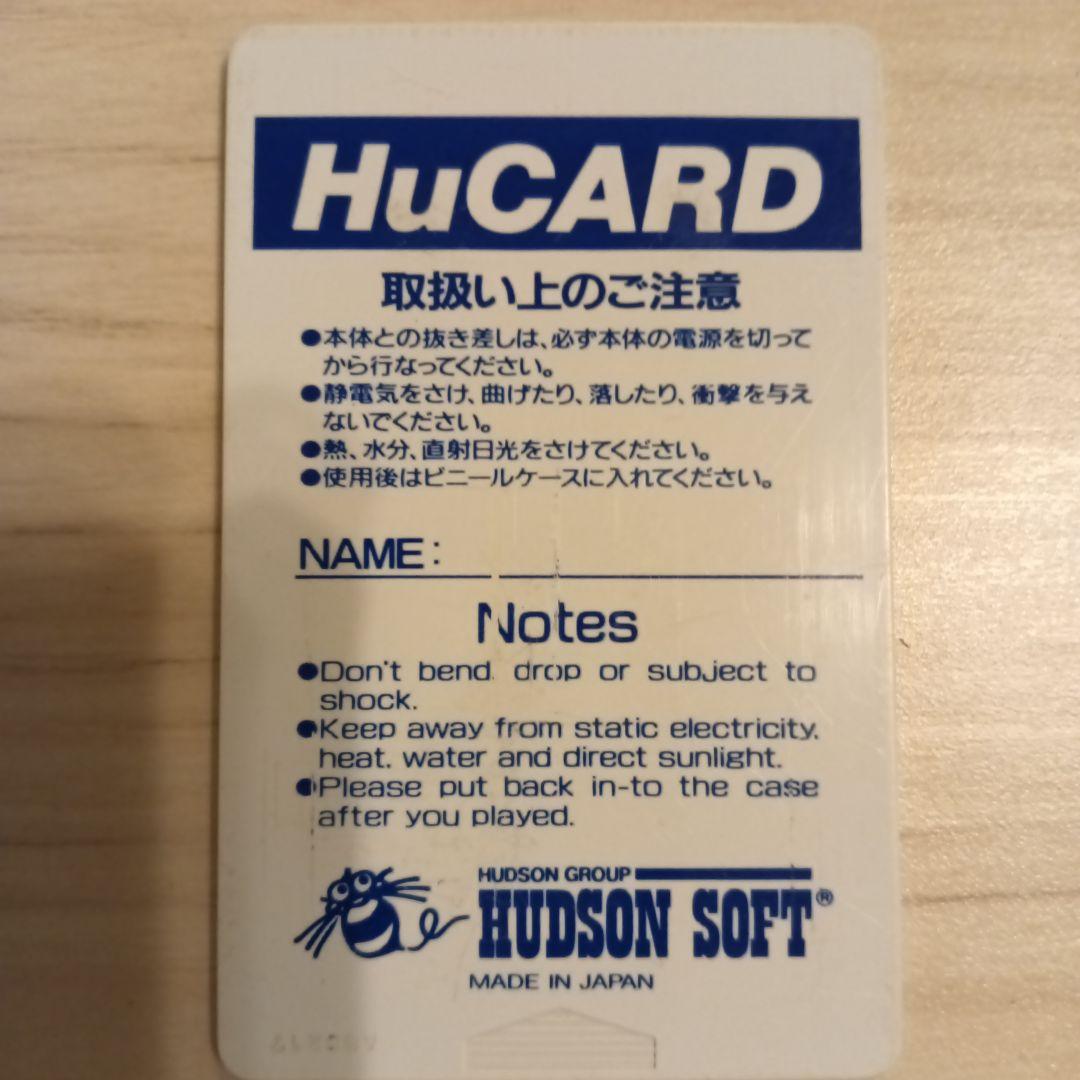 HuCARD
取扱い上のご注意
●本体との抜き差しは、必ず本体の電源を切って
から行なってください。
●静電気をさけ、曲げたり、落したり、衝撃を与え
ないでください。
●熱、水分、直射日光をさけてください。
●使用後はビニールケースに入れてください。
NAME:
Notes
●Don't bend, drop or subject to
shock.
●Keep away from static electricity,
heat, water and direct sunlight.
●Please put back in-to the case
after you played.
HUDSON GROUP
HUDSON SOFT®
MADE IN JAPAN